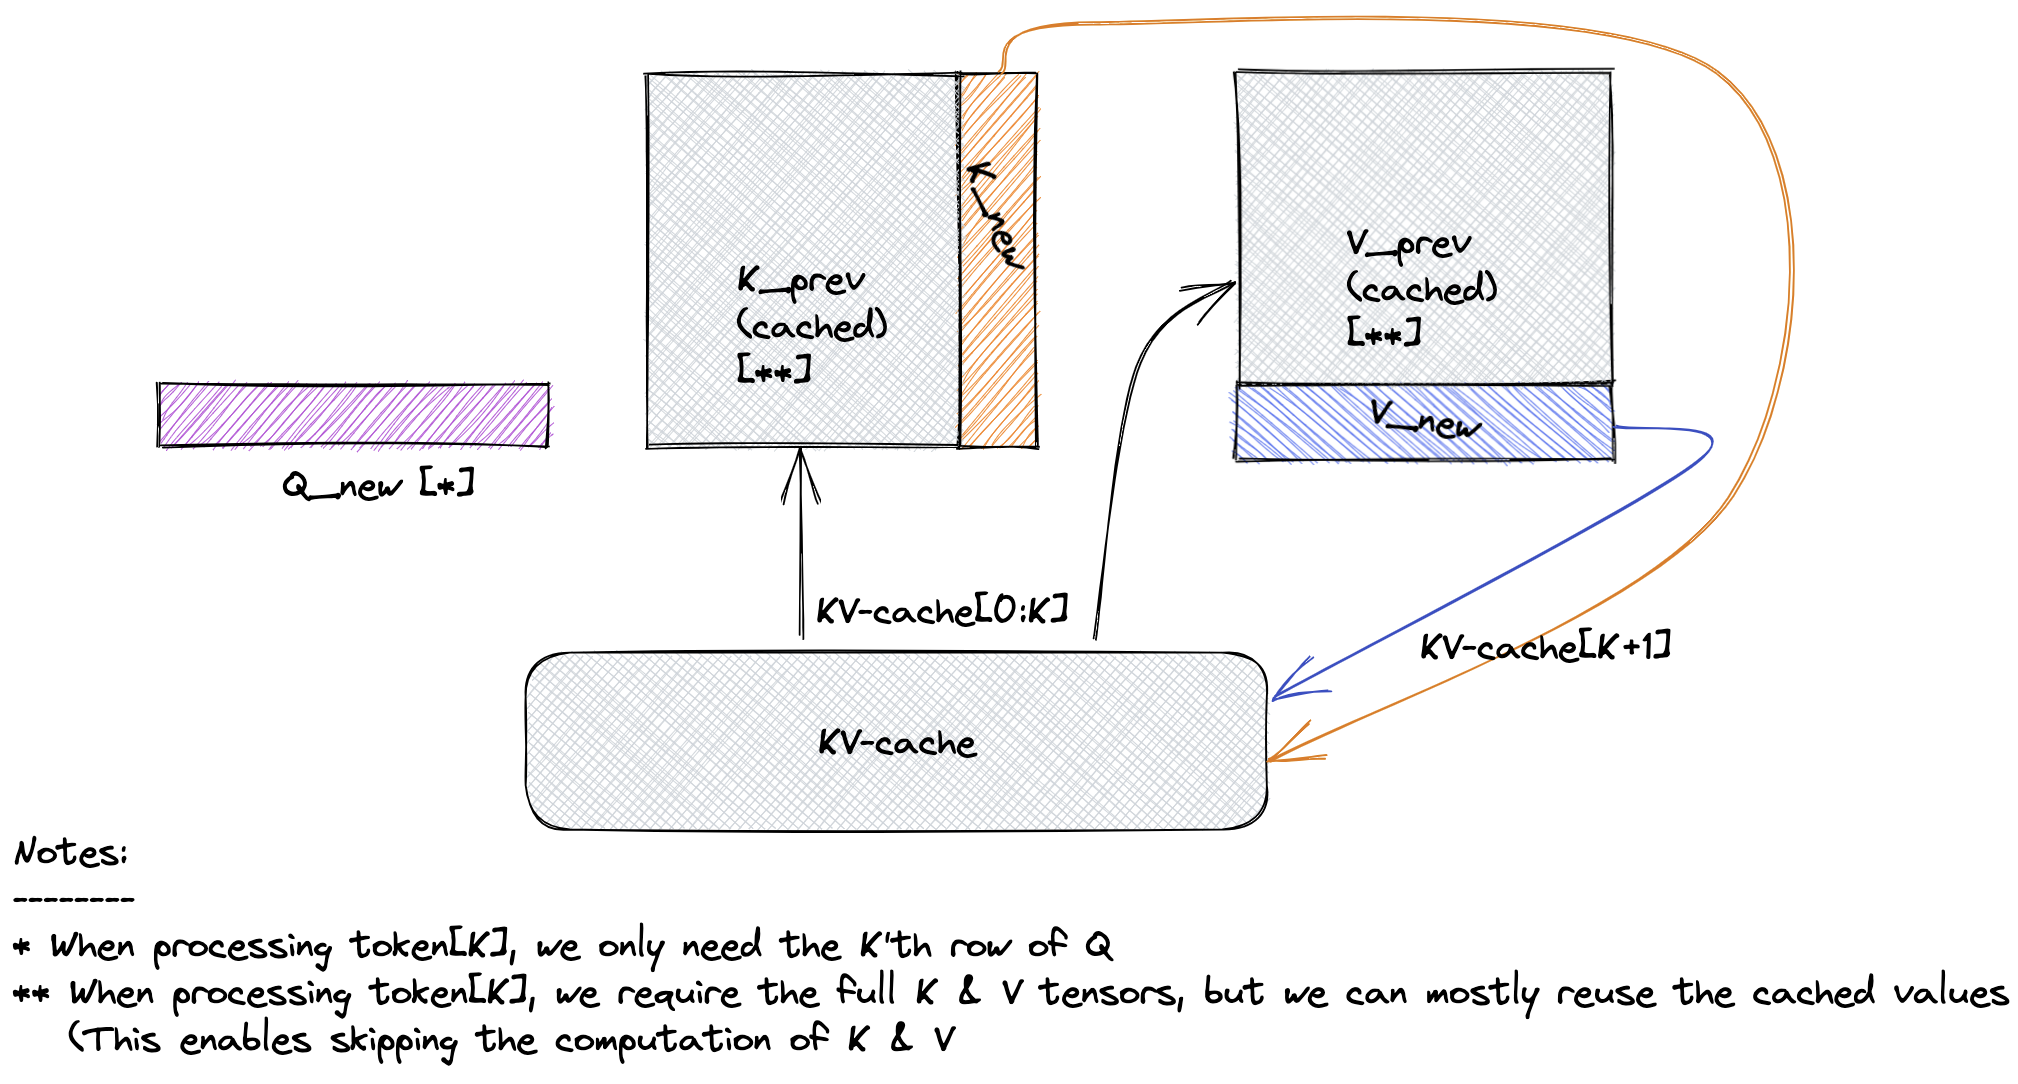 K_new
K_prev
(cached)
[**]
V_prev
(cached)
[**]
V_new
Q_new [*]
KV-cache[0:K]
KV-cache[K+1]
KV-cache
Notes:
--------
* When processing token[K], we only need the K'th row of Q
** When processing token[K], we require the full K & V tensors, but we can mostly reuse the cached values
(This enables skipping the computation of K & V